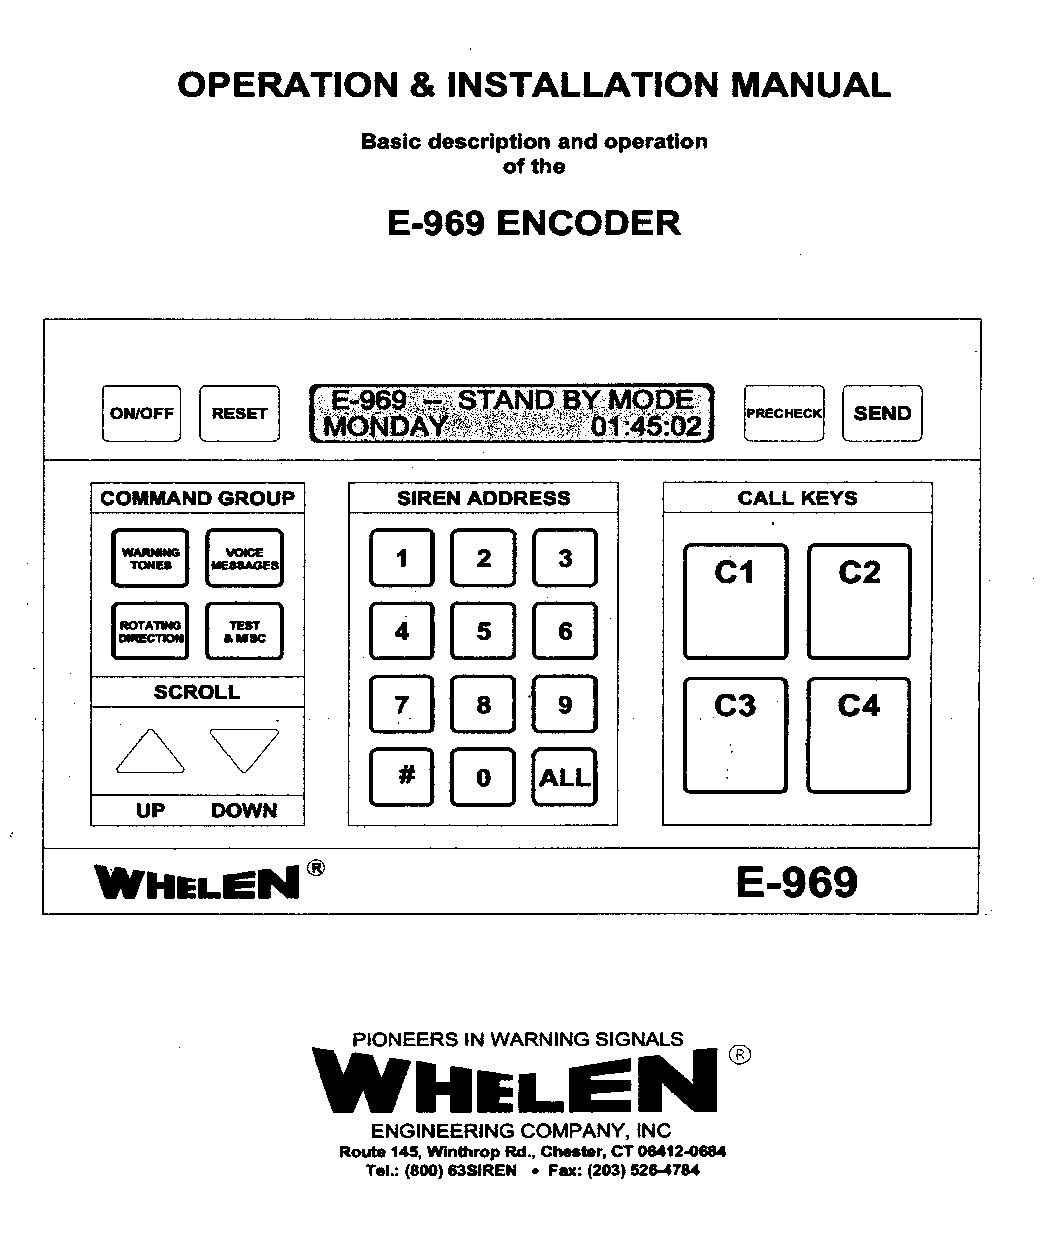 OPERATION & INSTALLATION MANUAL
Basic description and operation
of the
E-969 ENCODER
ON/OFF
RESET
E-969 – STAND BY MODE
MONDAY 01:45:02
PRECHECK
SEND
COMMAND GROUP
WARNING
TONES
VOICE
MESSAGES
ROTATING
DIRECTION
TEST
& MISC
SCROLL
UP DOWN
SIREN ADDRESS
1 2 3
4 5 6
7 8 9
# 0 ALL
CALL KEYS
C1 C2
C3 C4
WHELEN®
E-969
PIONEERS IN WARNING SIGNALS
WHELEN®
ENGINEERING COMPANY, INC
Route 145, Winthrop Rd., Chester, CT 06412-0684
Tel.: (800) 63SIREN • Fax: (203) 526-4784